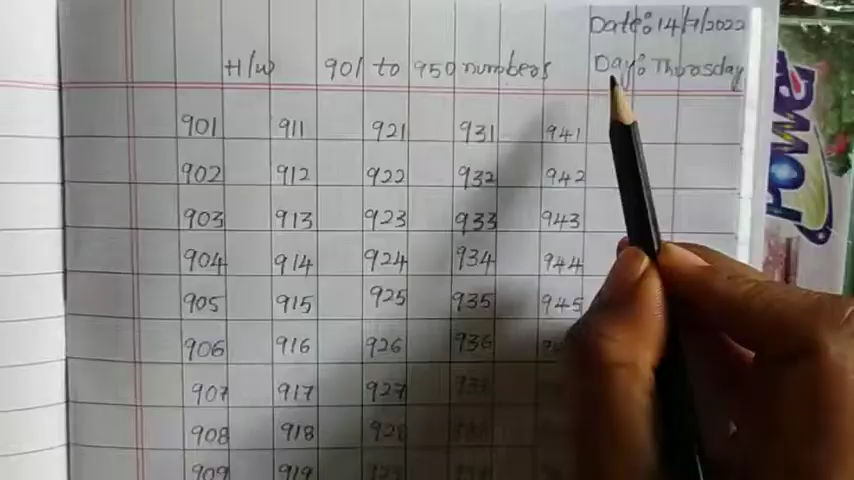 Date: 14/7/2022
Day: Thursday
H/W 901 to 950 numbers
901 911 921 931 941
902 912 922 932 942
903 913 923 933 943
904 914 924 934 944
905 915 925 935 945
906 916 926 936
907 917 927
908 918 928
909 919
POWER